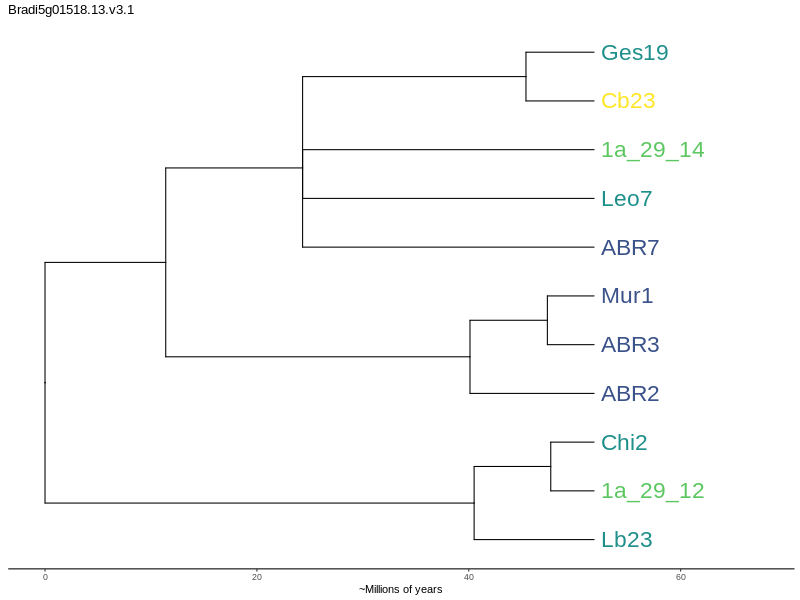 Bradi5g01518.13.v3.1
Ges19
Cb23
1a_29_14
Leo7
ABR7
Mur1
ABR3
ABR2
Chi2
1a_29_12
Lb23
0 20 40 60
~Millions of years